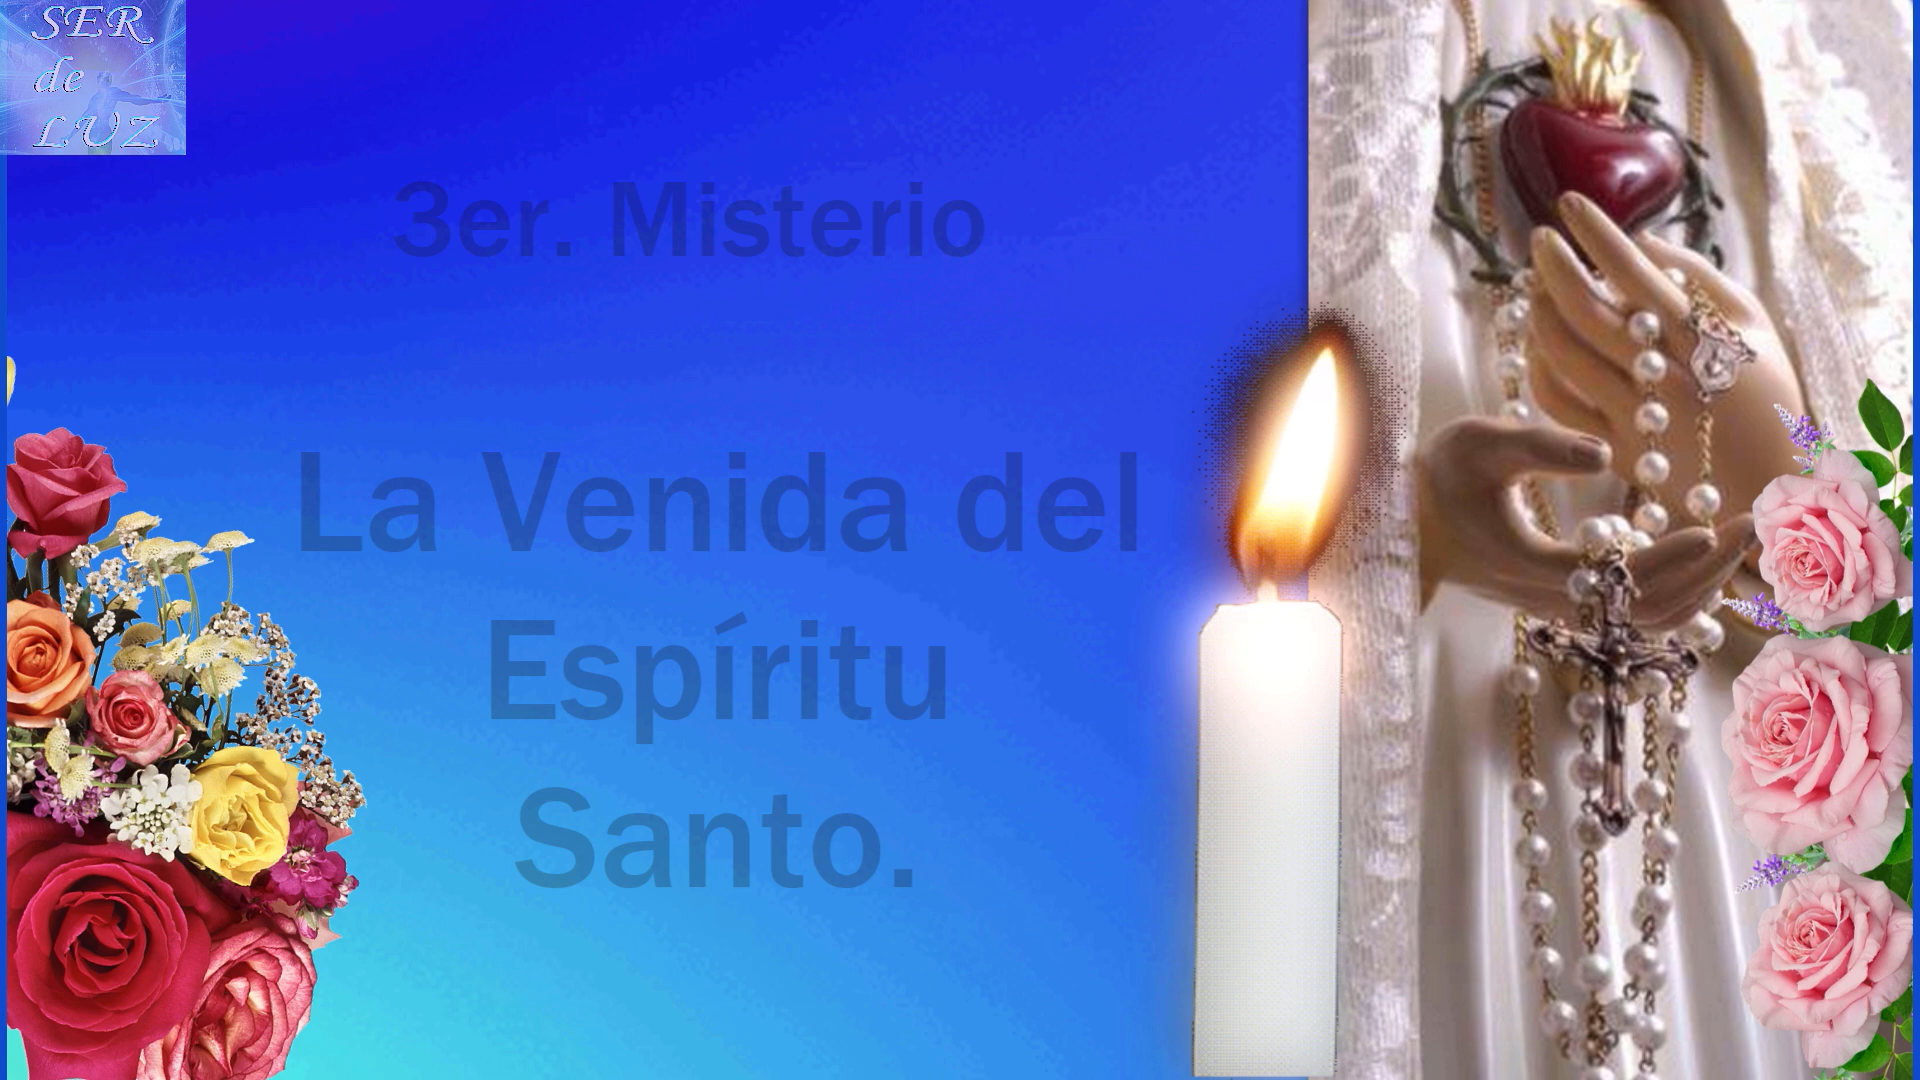 SER
de
LUZ
3er. Misterio
La Venida del
Espíritu
Santo.